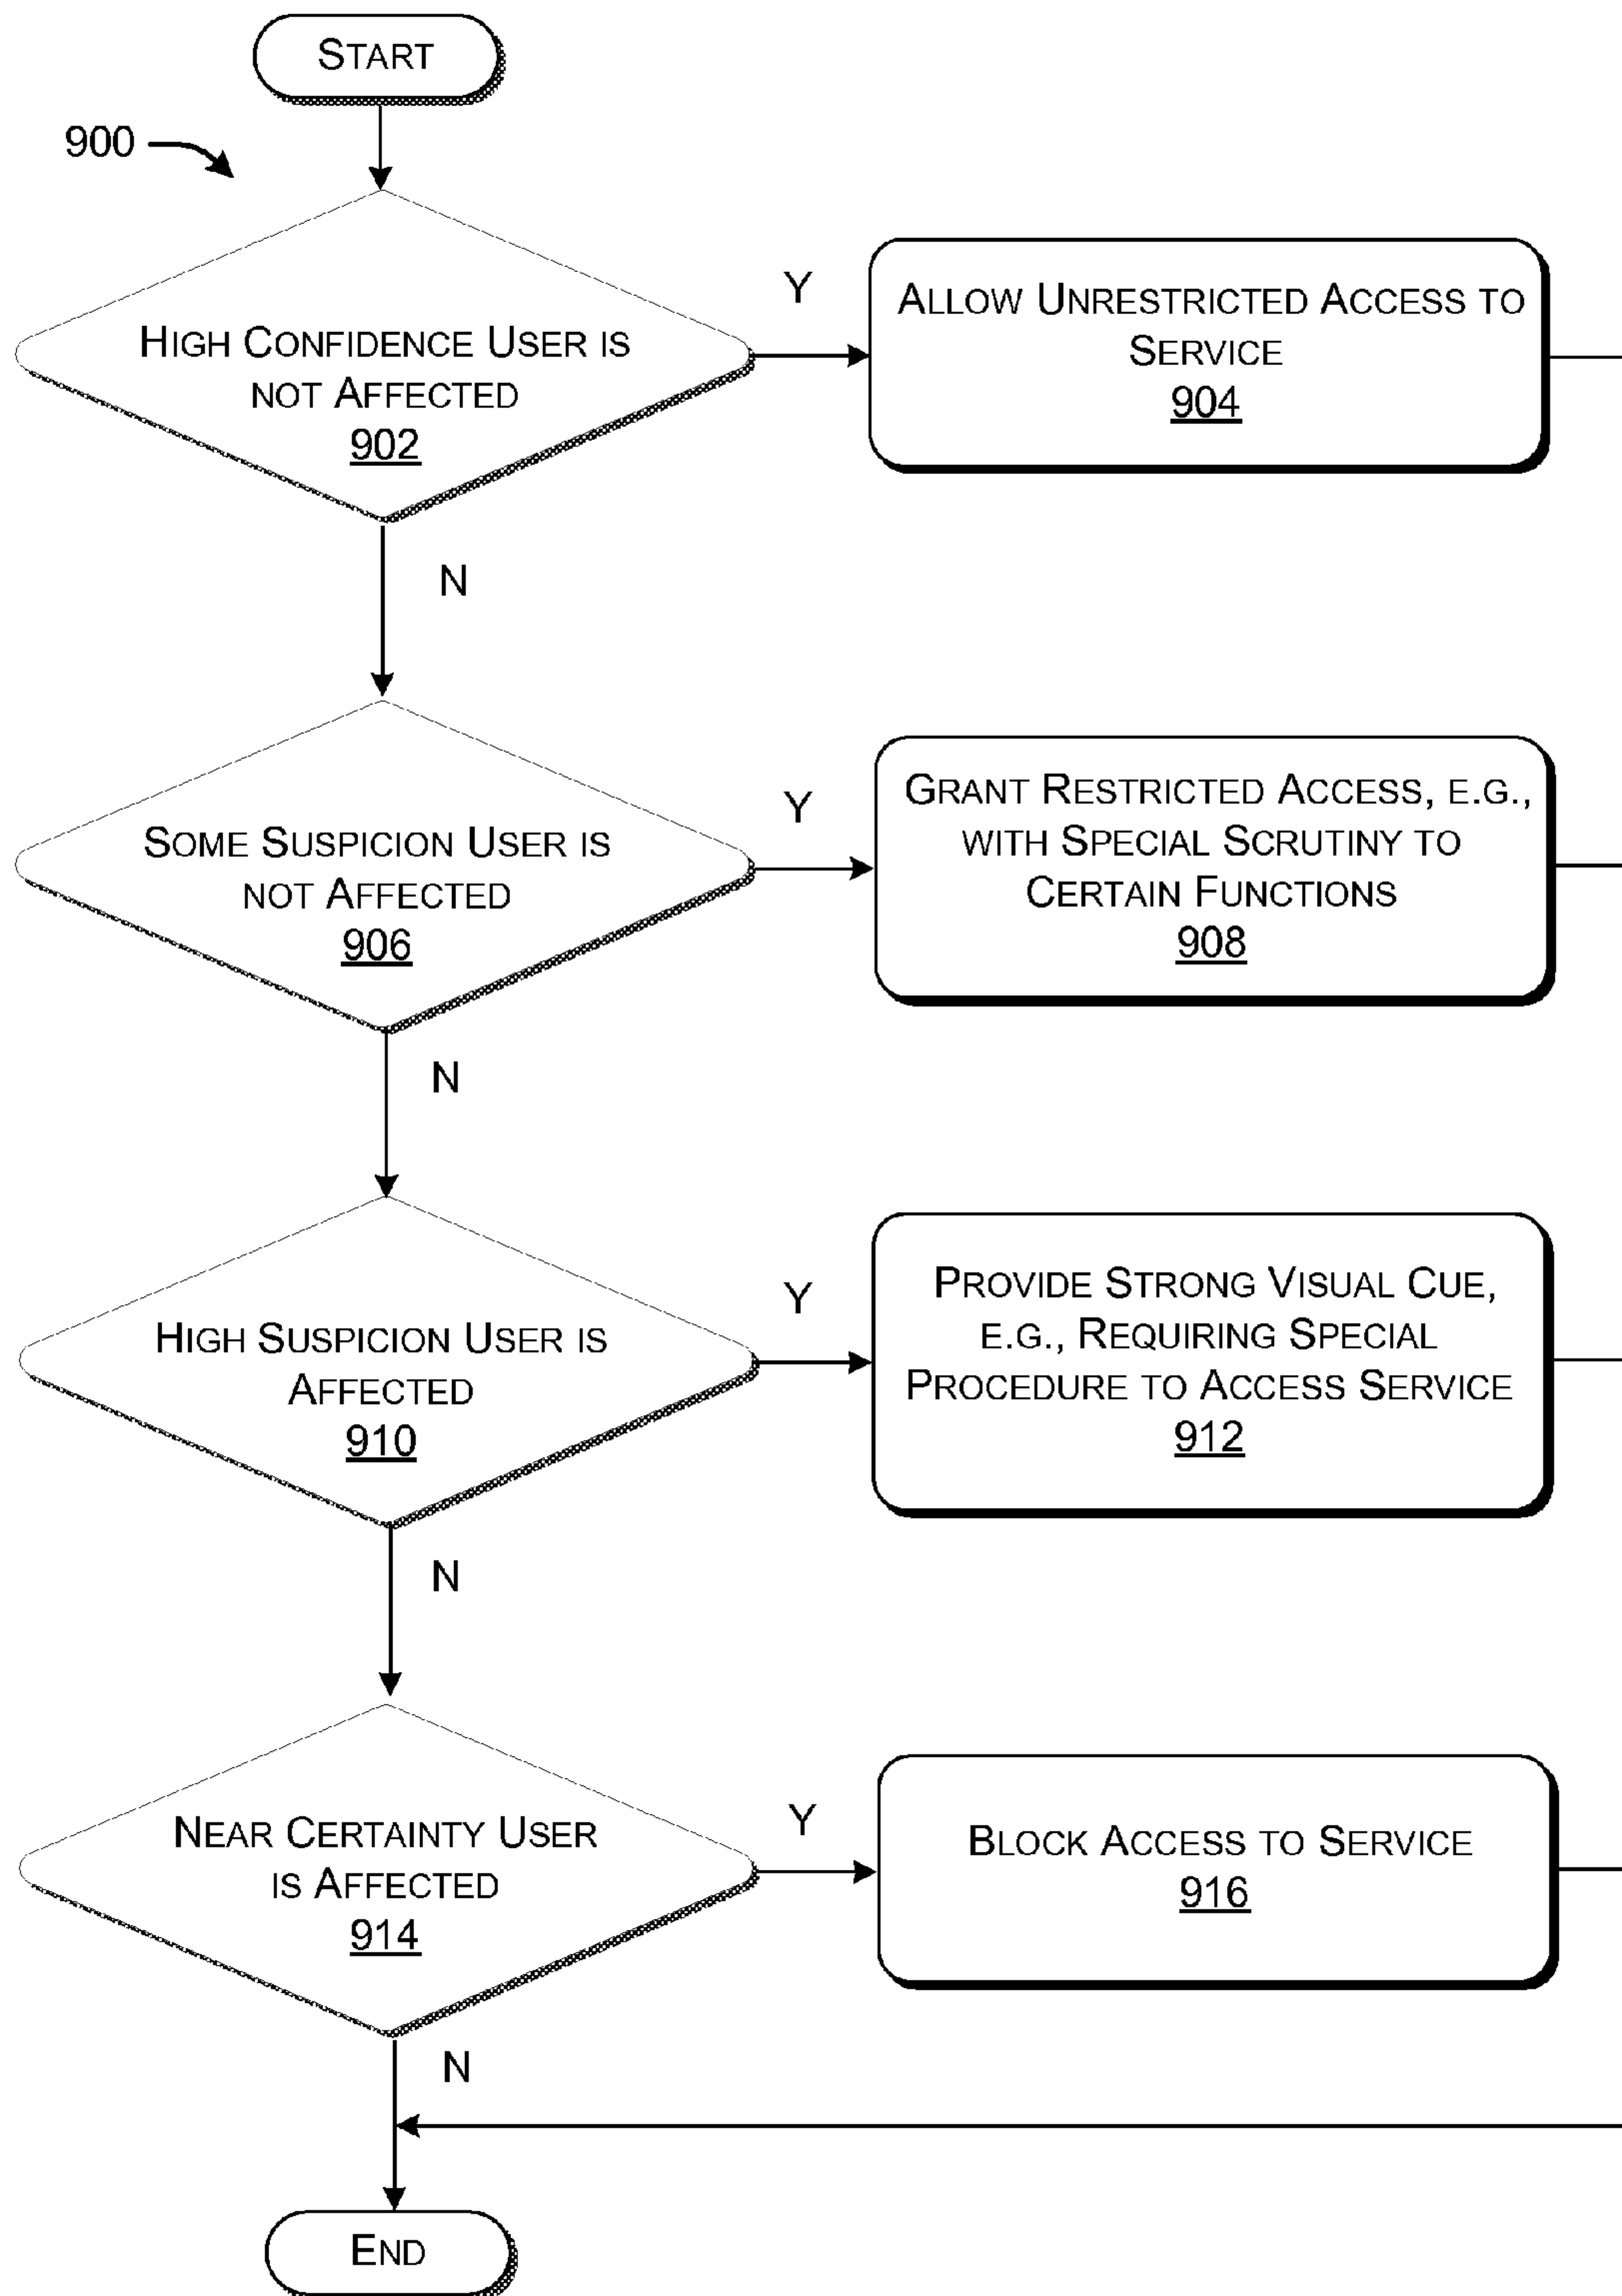 START
900
HIGH CONFIDENCE USER IS
NOT AFFECTED
902
Y
ALLOW UNRESTRICTED ACCESS TO
SERVICE
904
N
SOME SUSPICION USER IS
NOT AFFECTED
906
Y
GRANT RESTRICTED ACCESS, E.G.,
WITH SPECIAL SCRUTINY TO
CERTAIN FUNCTIONS
908
N
HIGH SUSPICION USER IS
AFFECTED
910
Y
PROVIDE STRONG VISUAL CUE,
E.G., REQUIRING SPECIAL
PROCEDURE TO ACCESS SERVICE
912
N
NEAR CERTAINTY USER
IS AFFECTED
914
Y
BLOCK ACCESS TO SERVICE
916
N
END